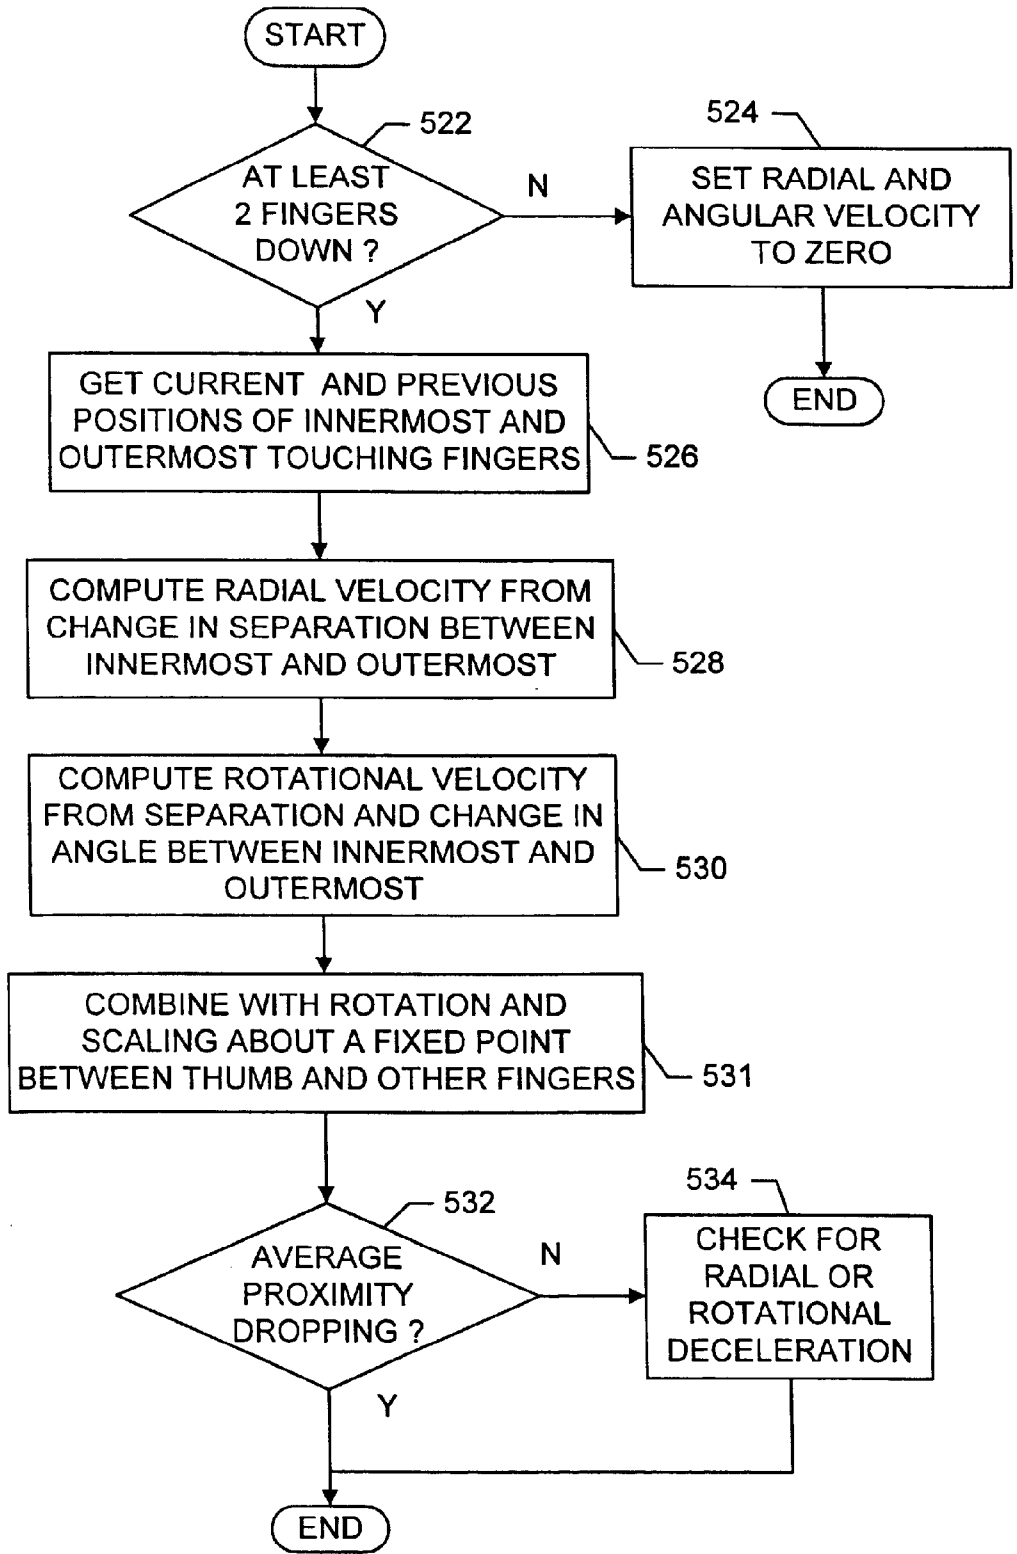 START
522
AT LEAST
2 FINGERS
DOWN ?
N
524
SET RADIAL AND
ANGULAR VELOCITY
TO ZERO
END
Y
GET CURRENT AND PREVIOUS
POSITIONS OF INNERMOST AND
OUTERMOST TOUCHING FINGERS
526
COMPUTE RADIAL VELOCITY FROM
CHANGE IN SEPARATION BETWEEN
INNERMOST AND OUTERMOST
528
COMPUTE ROTATIONAL VELOCITY
FROM SEPARATION AND CHANGE IN
ANGLE BETWEEN INNERMOST AND
OUTERMOST
530
COMBINE WITH ROTATION AND
SCALING ABOUT A FIXED POINT
BETWEEN THUMB AND OTHER FINGERS
531
532
AVERAGE
PROXIMITY
DROPPING ?
N
534
CHECK FOR
RADIAL OR
ROTATIONAL
DECELERATION
Y
END